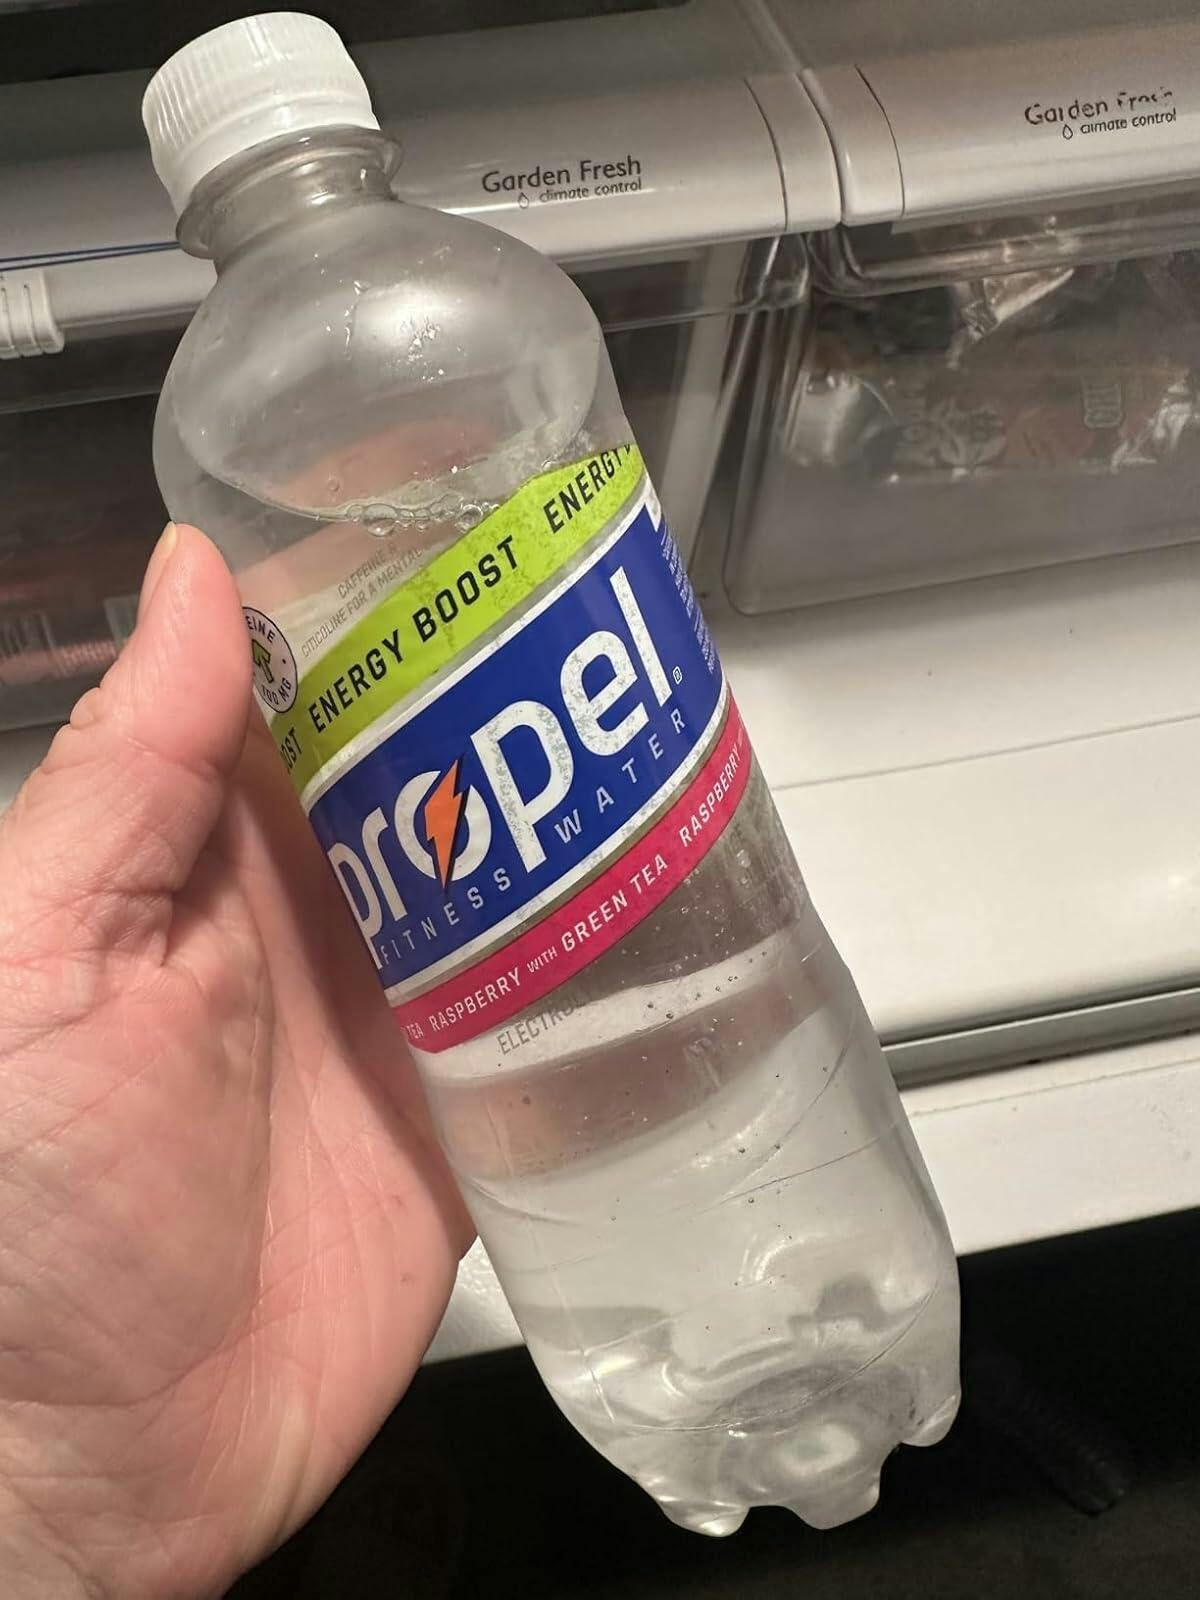 Garden Fresh
climate control
Garden Fresh
climate control
CAFFEINE &
CITICOLINE FOR A MENTAL
100 MG
ENERGY BOOST ENERGY
propel
FITNESS WATER
TEA RASPBERRY WITH GREEN TEA RASPBERRY